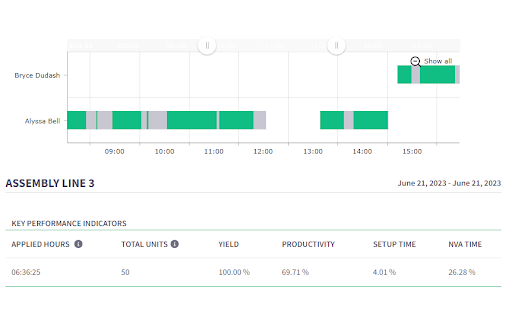 Show all
Bryce Dudash
Alyssa Bell
09:00 10:00 11:00 12:00 13:00 14:00 15:00
ASSEMBLY LINE 3 June 21, 2023 - June 21, 2023
KEY PERFORMANCE INDICATORS
APPLIED HOURS TOTAL UNITS YIELD PRODUCTIVITY SETUP TIME NVA TIME
06:36:25 50 100.00 % 69.71 % 4.01 % 26.28 %